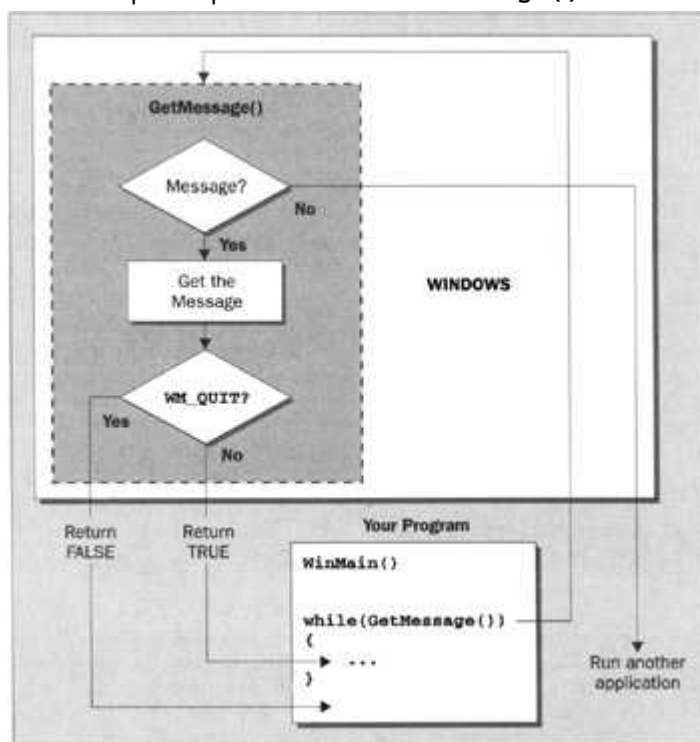 GetMessage()
Message?
No
Yes
Get the
Message
WINDOWS
WM_QUIT?
Yes
No
Return
FALSE
Return
TRUE
Your Program
WinMain()
while(GetMessage())
{
...
}
Run another
application